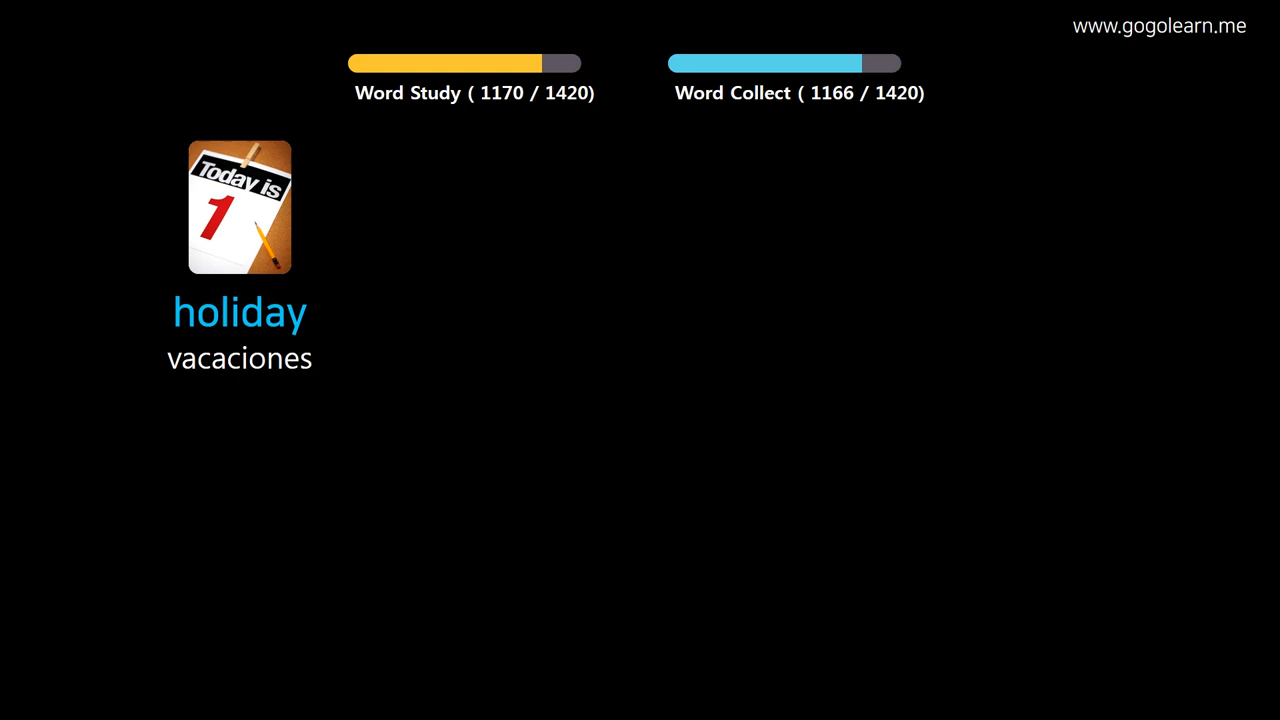 www.gogolearn.me
Word Study ( 1170 / 1420)
Word Collect ( 1166 / 1420)
Today is
1
holiday
vacaciones